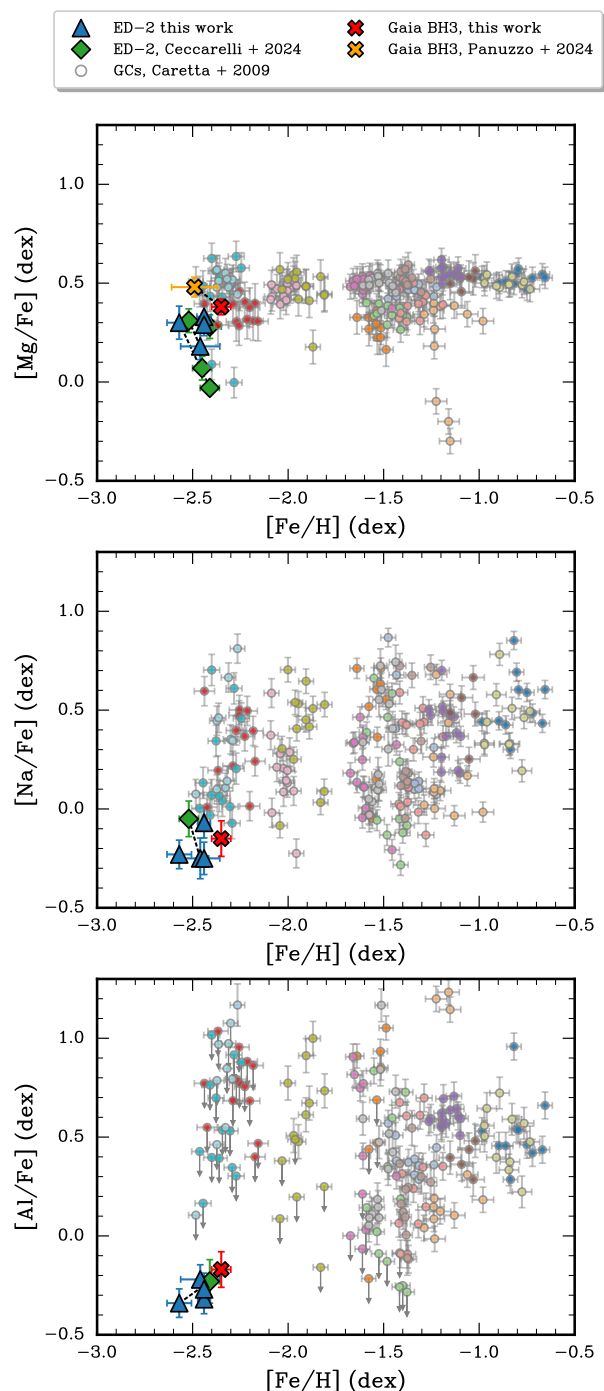 ED−2 this work
ED−2, Ceccarelli + 2024
GCs, Caretta + 2009
Gaia BH3, this work
Gaia BH3, Panuzzo + 2024
[Mg/Fe] (dex)
1.0
0.5
0.0
−0.5
−3.0 −2.5 −2.0 −1.5 −1.0 −0.5
[Fe/H] (dex)
[Na/Fe] (dex)
1.0
0.5
0.0
−0.5
−3.0 −2.5 −2.0 −1.5 −1.0 −0.5
[Fe/H] (dex)
[Al/Fe] (dex)
1.0
0.5
0.0
−0.5
−3.0 −2.5 −2.0 −1.5 −1.0 −0.5
[Fe/H] (dex)